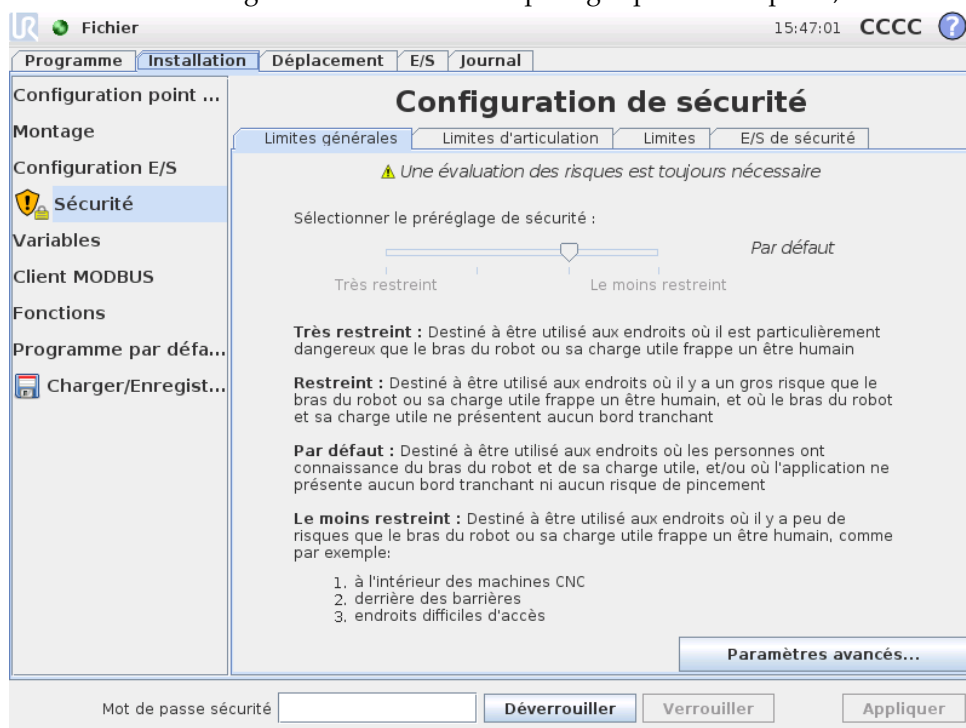 UR Fichier 15:47:01 CCCC ?
Programme Installation Déplacement E/S Journal
Configuration point ...
Montage
Configuration E/S
Sécurité
Variables
Client MODBUS
Fonctions
Programme par défa...
Charger/Enregist...
Configuration de sécurité
Limites générales Limites d'articulation Limites E/S de sécurité
Une évaluation des risques est toujours nécessaire
Sélectionner le préréglage de sécurité :
Par défaut
Très restreint Le moins restreint
Très restreint : Destiné à être utilisé aux endroits où il est particulièrement
dangereux que le bras du robot ou sa charge utile frappe un être humain
Restreint : Destiné à être utilisé aux endroits où il y a un gros risque que le
bras du robot ou sa charge utile frappe un être humain, et où le bras du robot
et sa charge utile ne présentent aucun bord tranchant
Par défaut : Destiné à être utilisé aux endroits où les personnes ont
connaissance du bras du robot et de sa charge utile, et/ou où l'application ne
présente aucun bord tranchant ni aucun risque de pincement
Le moins restreint : Destiné à être utilisé aux endroits où il y a peu de
risques que le bras du robot ou sa charge utile frappe un être humain, comme
par exemple:
1. à l'intérieur des machines CNC
2. derrière des barrières
3. endroits difficiles d'accès
Paramètres avancés...
Mot de passe sécurité Déverrouiller Verrouiller Appliquer